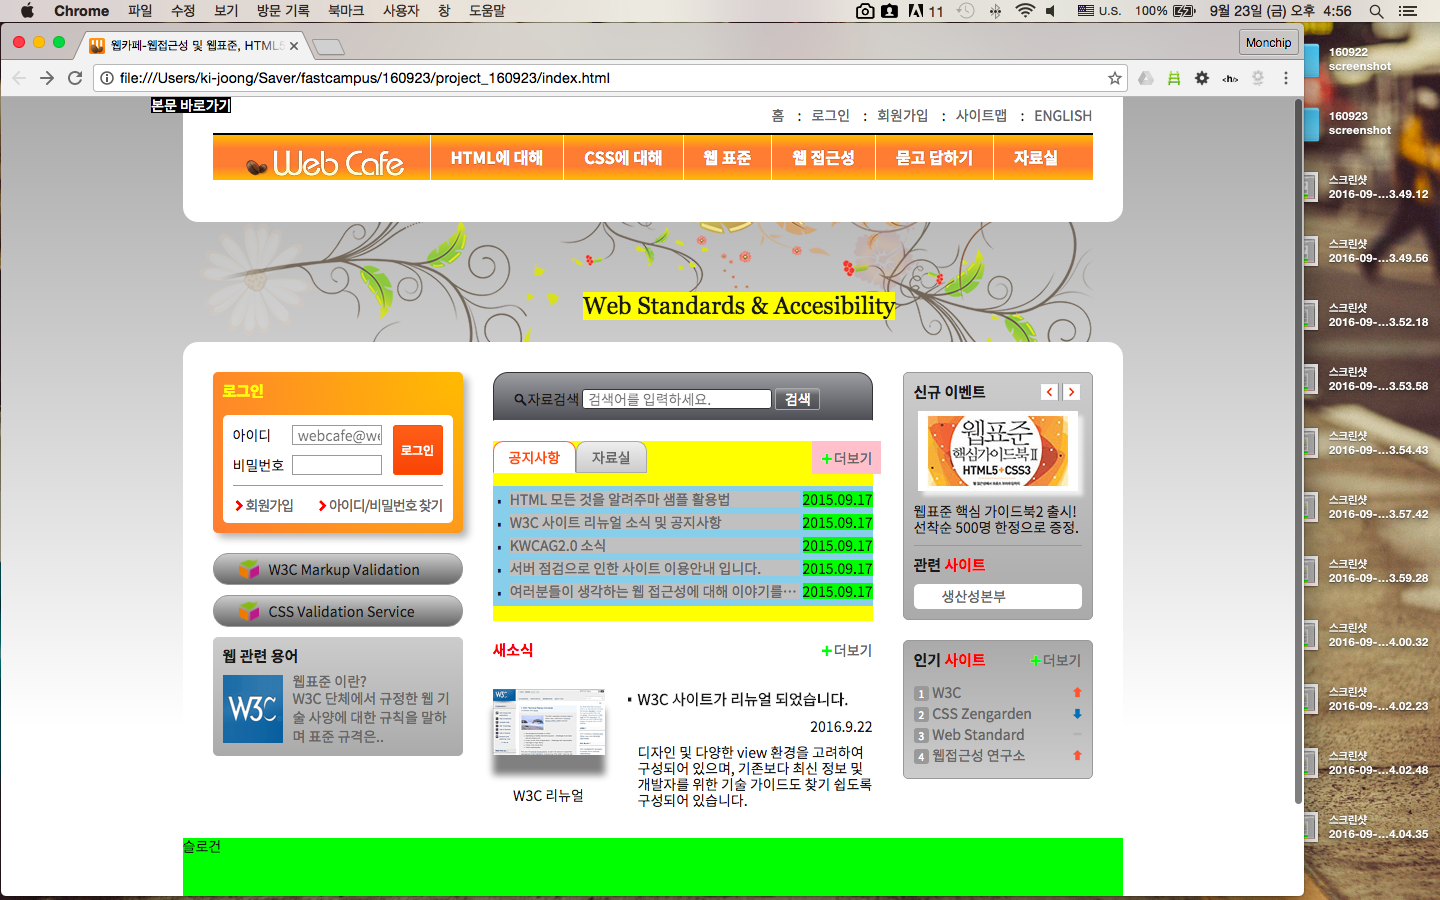 Chrome 파일 수정 보기 방문 기록 북마크 사용자 창 도움말 11 U.S. 100% 9월 23일 (금) 오후 4:56
웹카페-웹접근성 및 웹표준, HTML5
Monchip
file:///Users/ki-joong/Saver/fastcampus/160923/project_160923/index.html
본문 바로가기
홈 : 로그인 : 회원가입 : 사이트맵 : ENGLISH
Web Cafe
HTML에 대해 CSS에 대해 웹 표준 웹 접근성 묻고 답하기 자료실
Web Standards & Accesibility
로그인
아이디 webcafe@we
비밀번호
로그인
회원가입 아이디/비밀번호 찾기
W3C Markup Validation
CSS Validation Service
웹 관련 용어
W3C
웹표준 이란?
W3C 단체에서 규정한 웹 기
술 사양에 대한 규칙을 말하
며 표준 규격은..
자료검색 검색어를 입력하세요. 검색
공지사항 자료실 +더보기
HTML 모든 것을 알려주마 샘플 활용법 2015.09.17
W3C 사이트 리뉴얼 소식 및 공지사항 2015.09.17
KWCAG2.0 소식 2015.09.17
서버 점검으로 인한 사이트 이용안내 입니다. 2015.09.17
여러분들이 생각하는 웹 접근성에 대해 이야기를… 2015.09.17
새소식 +더보기
W3C 리뉴얼
W3C 사이트가 리뉴얼 되었습니다.
2016.9.22
디자인 및 다양한 view 환경을 고려하여
구성되어 있으며, 기존보다 최신 정보 및
개발자를 위한 기술 가이드도 찾기 쉽도록
구성되어 있습니다.
신규 이벤트
웹표준
핵심가이드북Ⅱ
HTML5+CSS3
웹표준 핵심 가이드북2 출시!
선착순 500명 한정으로 증정.
관련 사이트
생산성본부
인기 사이트 +더보기
1 W3C
2 CSS Zengarden
3 Web Standard
4 웹접근성 연구소
슬로건
160922
screenshot
160923
screenshot
스크린샷
2016-09-...3.49.12
스크린샷
2016-09-...3.49.56
스크린샷
2016-09-...3.52.18
스크린샷
2016-09-...3.53.58
스크린샷
2016-09-...3.54.43
스크린샷
2016-09-...3.57.42
스크린샷
2016-09-...3.59.28
스크린샷
2016-09-...4.00.32
스크린샷
2016-09-...4.02.23
스크린샷
2016-09-...4.02.48
스크린샷
2016-09-...4.04.35